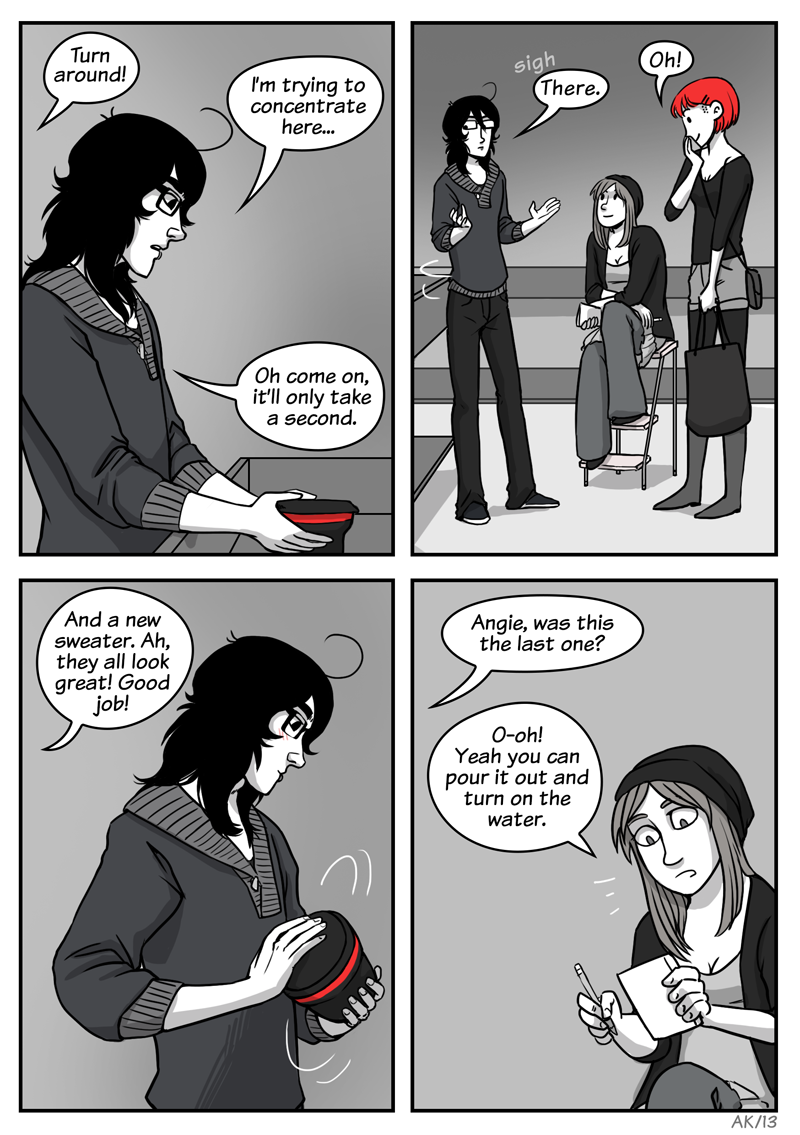 Turn
around!
I'm trying to
concentrate
here...
Oh come on,
it'll only take
a second.
sigh
There.
Oh!
And a new
sweater. Ah,
they all look
great! Good
job!
Angie, was this
the last one?
O-oh!
Yeah you can
pour it out and
turn on the
water.
AK/13